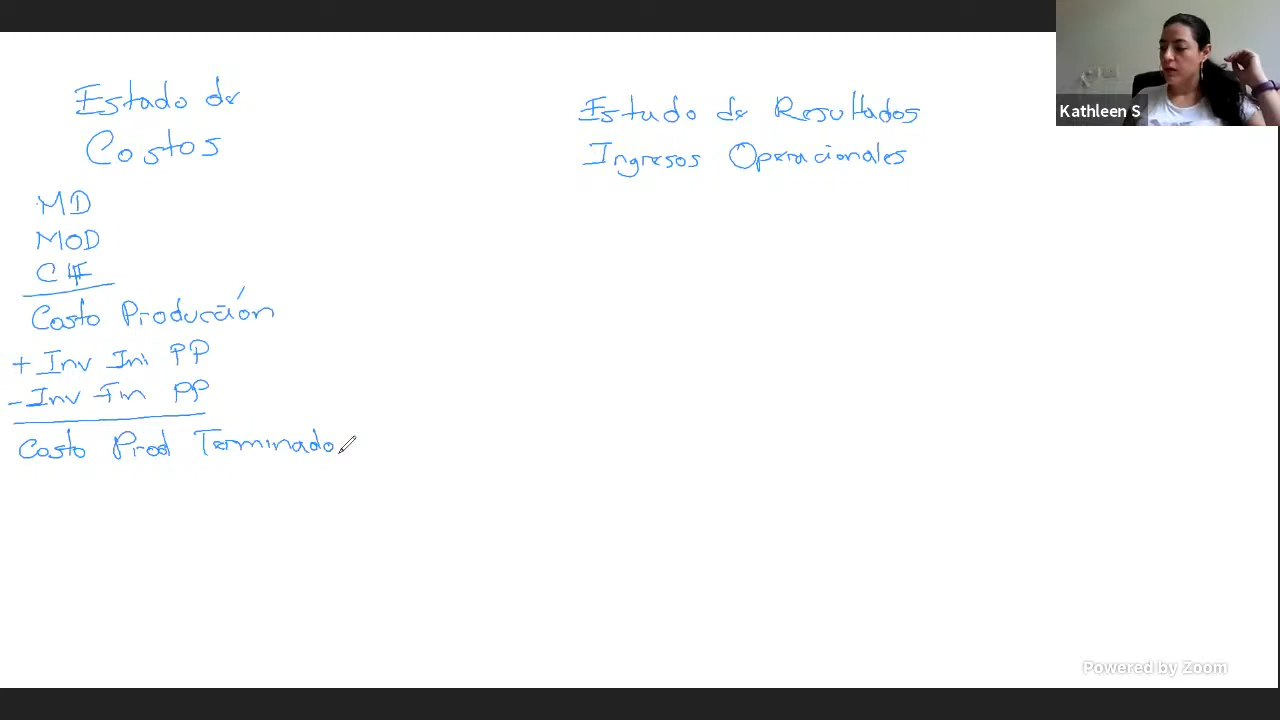 Estado de
Costos
MD
MOD
CIF
Costo Producción
+ Inv Ini PP
- Inv Fin PP
Costo Prod Terminado
Estado de Resultados
Ingresos Operacionales
Kathleen S
Powered by Zoom